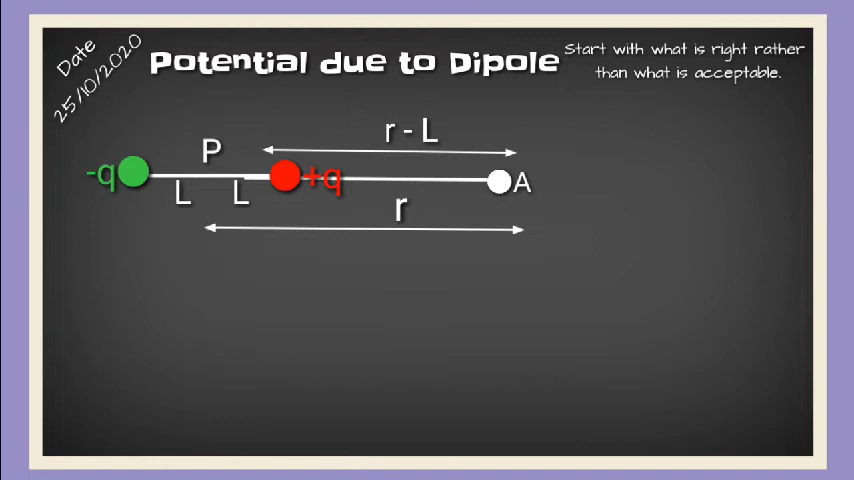 Date
25/10/2020
Potential due to Dipole
Start with what is right rather
than what is acceptable.
r - L
P
-q
+q
A
L
L
r